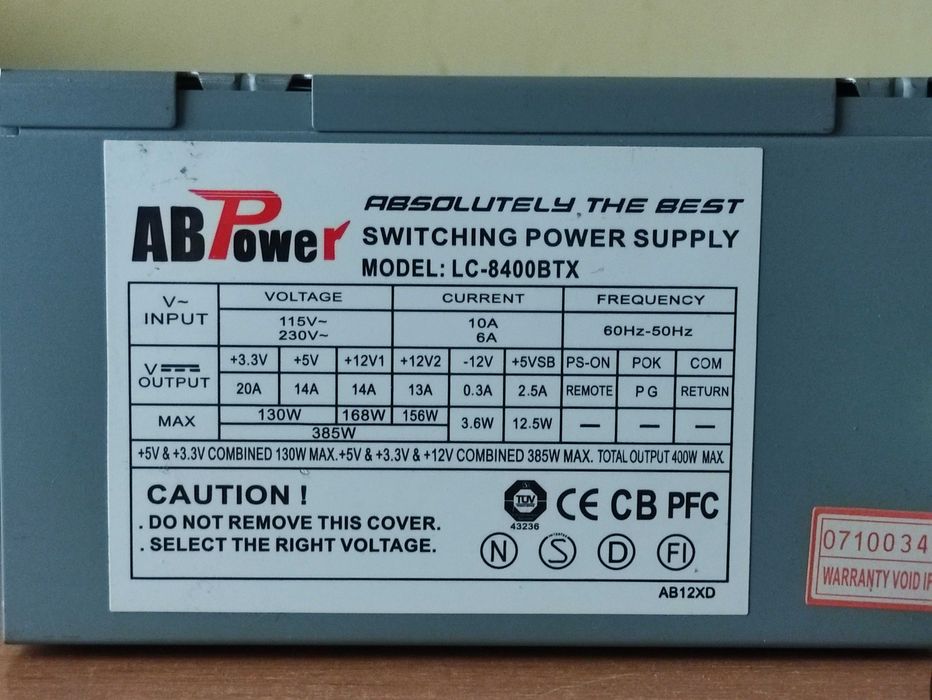 ABPower
ABSOLUTELY THE BEST
SWITCHING POWER SUPPLY
MODEL: LC-8400BTX
V~ INPUT VOLTAGE CURRENT FREQUENCY
115V~ 10A 60Hz-50Hz
230V~ 6A
V OUTPUT +3.3V +5V +12V1 +12V2 -12V +5VSB PS-ON POK COM
20A 14A 14A 13A 0.3A 2.5A REMOTE PG RETURN
MAX 130W 168W 156W 3.6W 12.5W — — —
385W
+5V & +3.3V COMBINED 130W MAX.+5V & +3.3V & +12V COMBINED 385W MAX. TOTAL OUTPUT 400W MAX.
CAUTION !
. DO NOT REMOVE THIS COVER.
. SELECT THE RIGHT VOLTAGE.
TUV CE CB PFC
43236
N S D FI
AB12XD
0710034
WARRANTY VOID IF